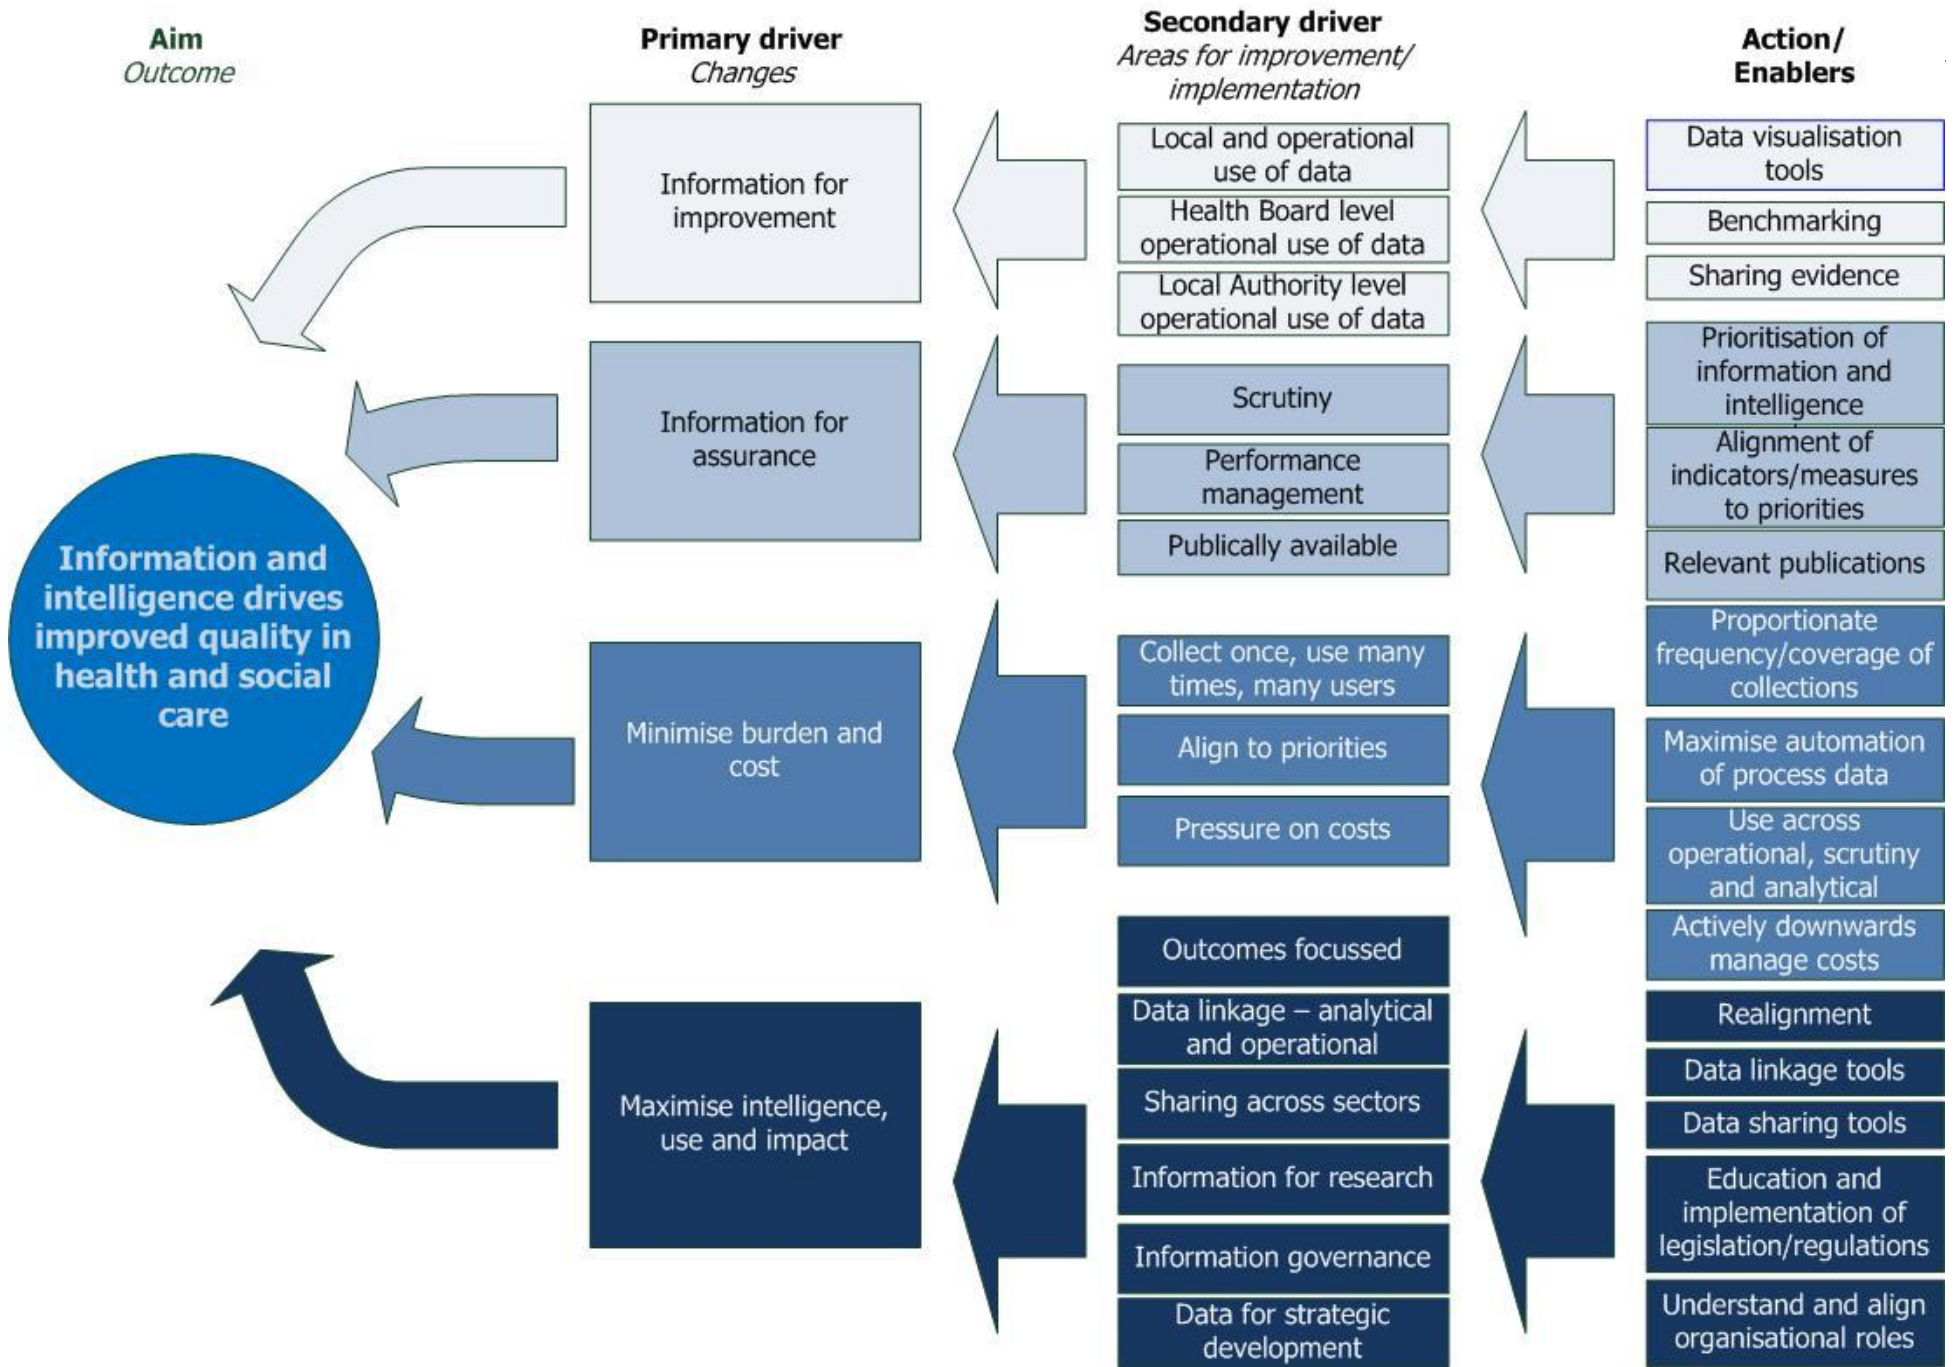 Aim
Outcome
Primary driver
Changes
Secondary driver
Areas for improvement/
implementation
Action/
Enablers
Information for
improvement
Local and operational
use of data
Health Board level
operational use of data
Local Authority level
operational use of data
Data visualisation
tools
Benchmarking
Sharing evidence
Information for
assurance
Scrutiny
Performance
management
Publically available
Prioritisation of
information and
intelligence
Alignment of
indicators/measures
to priorities
Relevant publications
Information and
intelligence drives
improved quality in
health and social
care
Minimise burden and
cost
Collect once, use many
times, many users
Align to priorities
Pressure on costs
Proportionate
frequency/coverage of
collections
Maximise automation
of process data
Use across
operational, scrutiny
and analytical
Actively downwards
manage costs
Maximise intelligence,
use and impact
Outcomes focussed
Data linkage – analytical
and operational
Sharing across sectors
Information for research
Information governance
Data for strategic
development
Realignment
Data linkage tools
Data sharing tools
Education and
implementation of
legislation/regulations
Understand and align
organisational roles